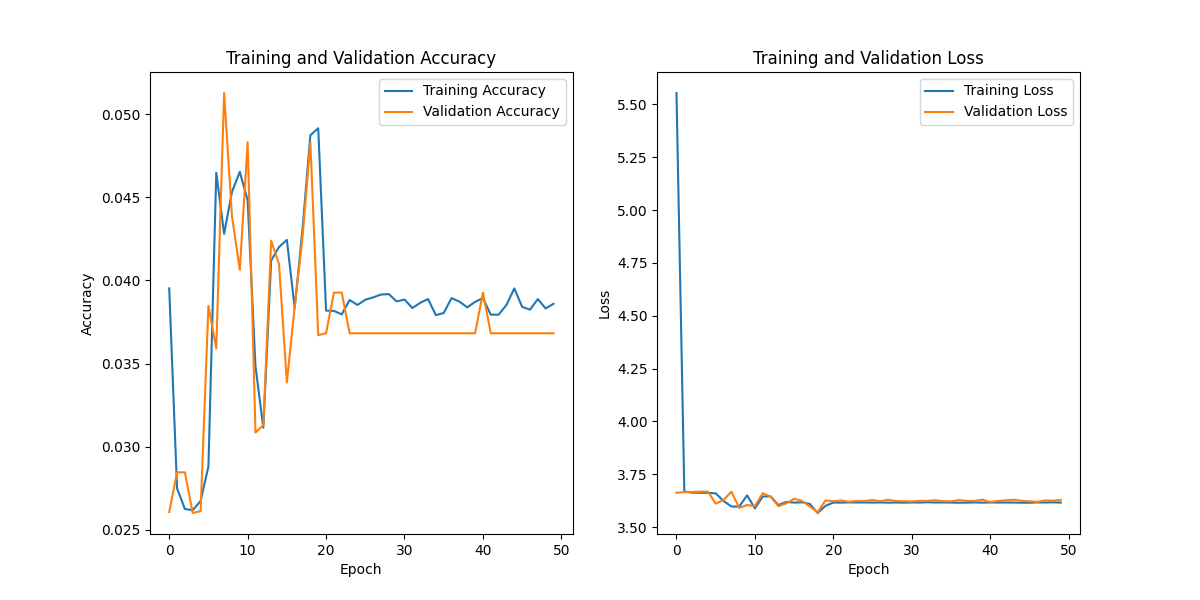 Training and Validation Accuracy
Training Accuracy
Validation Accuracy
0.050
0.045
0.040
0.035
0.030
0.025
Accuracy
0 10 20 30 40 50
Epoch
Training and Validation Loss
Training Loss
Validation Loss
5.50
5.25
5.00
4.75
4.50
4.25
4.00
3.75
3.50
Loss
0 10 20 30 40 50
Epoch